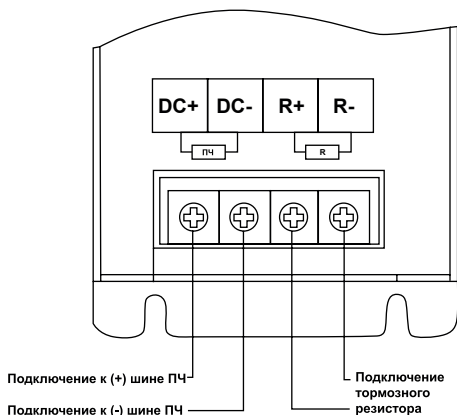 DC+ DC- R+ R-
ПЧ R
Подключение к (+) шине ПЧ
Подключение к (-) шине ПЧ
Подключение
тормозного
резистора